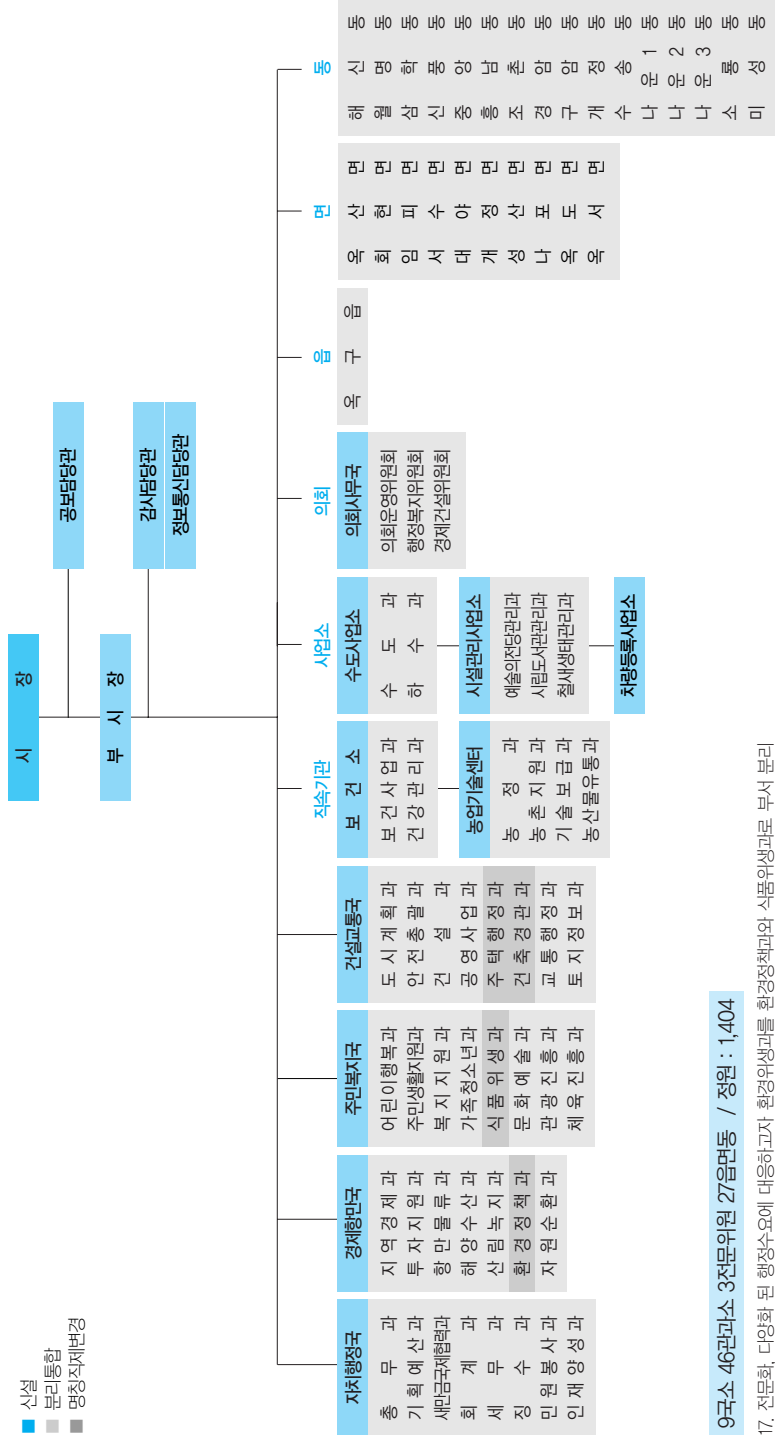 신설
분리통합
명칭직제변경
시 장
공보담당관
부 시 장
감사담당관
정보통신담당관
자치행정국
총 무 과
기 획 예 산 과
새만금국제협력과
회 계 과
세 무 과
징 수 과
민 원 봉 사 과
인 재 양 성 과
경제항만국
지 역 경 제 과
투 자 지 원 과
항 만 물 류 과
해 양 수 산 과
산 림 녹 지 과
환 경 정 책 과
자 원 순 환 과
주민복지국
어린이행복과
주민생활지원과
복 지 지 원 과
가족청소년과
식 품 위 생 과
문 화 예 술 과
관 광 진 흥 과
체 육 진 흥 과
건설교통국
도 시 계 획 과
안 전 총 괄 과
건 설 과
공 영 사 업 과
주 택 행 정 과
건 축 경 관 과
교 통 행 정 과
토 지 정 보 과
직속기관
보 건 소
보 건 사 업 과
건 강 관 리 과
농업기술센터
농 정 과
농 촌 지 원 과
기 술 보 급 과
농산물유통과
사업소
수도사업소
수 도 과
하 수 과
시설관리사업소
예술의전당관리과
시립도서관관리과
철새생태관리과
차량등록사업소
의회
의회사무국
의회운영위원회
행정복지위원회
경제건설위원회
읍
옥 구 읍
면
옥 산 면
회 현 면
임 피 면
서 수 면
대 야 면
개 정 면
성 산 면
나 포 면
옥 도 면
옥 서 면
동
해 신 동
월 명 동
삼 학 동
신 풍 동
중 앙 동
흥 남 동
조 촌 동
경 암 동
구 암 동
개 정 동
수 송 동
나 운 1 동
나 운 2 동
나 운 3 동
소 룡 동
미 성 동
9국소 46관과소 3전문위원 27읍면동 / 정원 : 1,404
17. 전문화, 다양화 된 행정수요에 대응하고자 환경위생과를 환경정책과와 식품위생과로 부서 분리